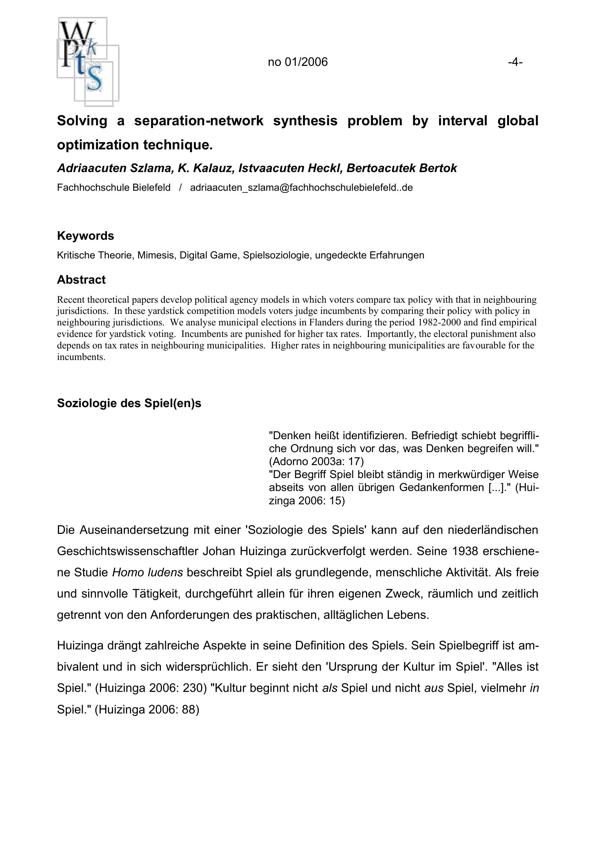 W
Pk
ts
S
no 01/2006 -4-
Solving a separation-network synthesis problem by interval global
optimization technique.
Adriaacuten Szlama, K. Kalauz, Istvaacuten Heckl, Bertoacutek Bertok
Fachhochschule Bielefeld / adriaacuten_szlama@fachhochschulebielefeld..de
Keywords
Kritische Theorie, Mimesis, Digital Game, Spielsoziologie, ungedeckte Erfahrungen
Abstract
Recent theoretical papers develop political agency models in which voters compare tax policy with that in neighbouring
jurisdictions. In these yardstick competition models voters judge incumbents by comparing their policy with policy in
neighbouring jurisdictions. We analyse municipal elections in Flanders during the period 1982-2000 and find empirical
evidence for yardstick voting. Incumbents are punished for higher tax rates. Importantly, the electoral punishment also
depends on tax rates in neighbouring municipalities. Higher rates in neighbouring municipalities are favourable for the
incumbents.
Soziologie des Spiel(en)s
"Denken heißt identifizieren. Befriedigt schiebt begriffli-
che Ordnung sich vor das, was Denken begreifen will."
(Adorno 2003a: 17)
"Der Begriff Spiel bleibt ständig in merkwürdiger Weise
abseits von allen übrigen Gedankenformen [...]." (Hui-
zinga 2006: 15)
Die Auseinandersetzung mit einer 'Soziologie des Spiels' kann auf den niederländischen
Geschichtswissenschaftler Johan Huizinga zurückverfolgt werden. Seine 1938 erschiene-
ne Studie Homo ludens beschreibt Spiel als grundlegende, menschliche Aktivität. Als freie
und sinnvolle Tätigkeit, durchgeführt allein für ihren eigenen Zweck, räumlich und zeitlich
getrennt von den Anforderungen des praktischen, alltäglichen Lebens.
Huizinga drängt zahlreiche Aspekte in seine Definition des Spiels. Sein Spielbegriff ist am-
bivalent und in sich widersprüchlich. Er sieht den 'Ursprung der Kultur im Spiel'. "Alles ist
Spiel." (Huizinga 2006: 230) "Kultur beginnt nicht als Spiel und nicht aus Spiel, vielmehr in
Spiel." (Huizinga 2006: 88)